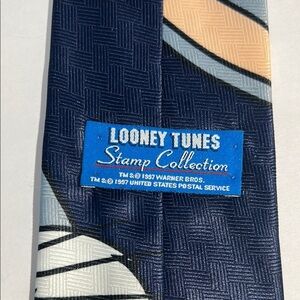 LOONEY TUNES
Stamp Collection
TM & © 1997 WARNER BROS.
TM & © 1997 UNITED STATES POSTAL SERVICE